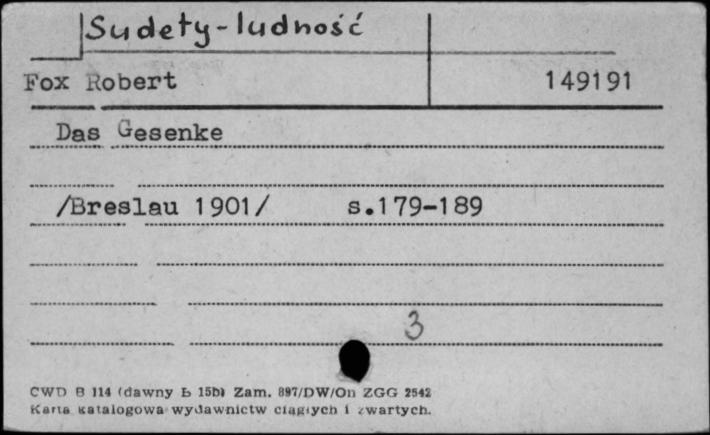 Sudety-ludność
Fox Robert 149191
Das Gesenke
/Breslau 1901/ s.179-189
3
CWD B 114 (dawny Ł 15b) Zam. 897/DW/On ZGG 2542
Karta katalogowa wydawnictw ciągłych i zwartych.